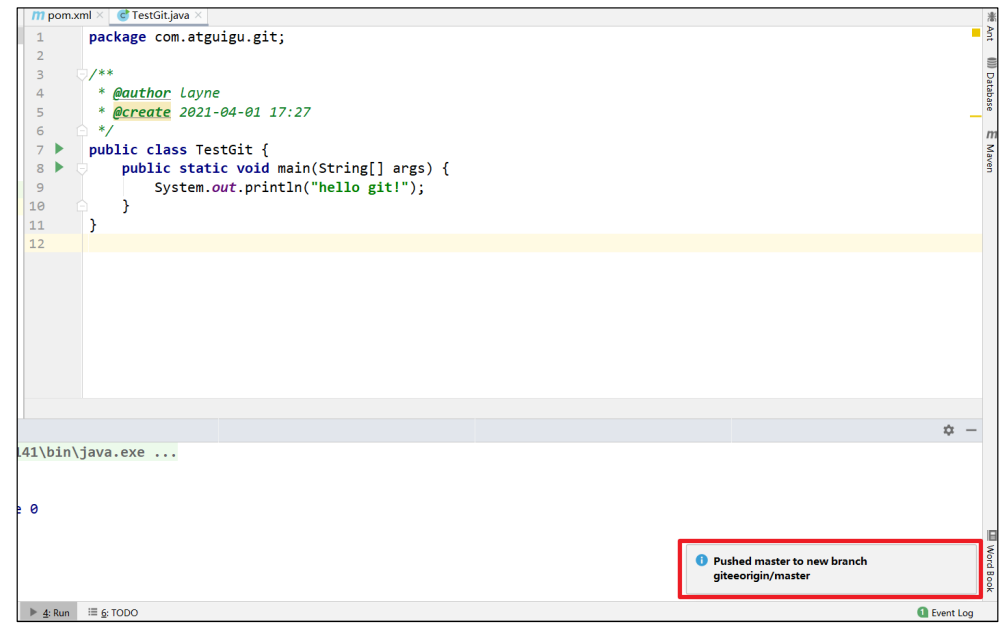 pom.xml
TestGit.java
Ant
Database
Maven
1 package com.atguigu.git;
2
3 /**
4  * @author layne
5  * @create 2021-04-01 17:27
6  */
7 public class TestGit {
8     public static void main(String[] args) {
9         System.out.println("hello git!");
10     }
11 }
12
141\bin\java.exe ...
e 0
Pushed master to new branch
giteeorigin/master
Word Book
4: Run
6: TODO
1 Event Log